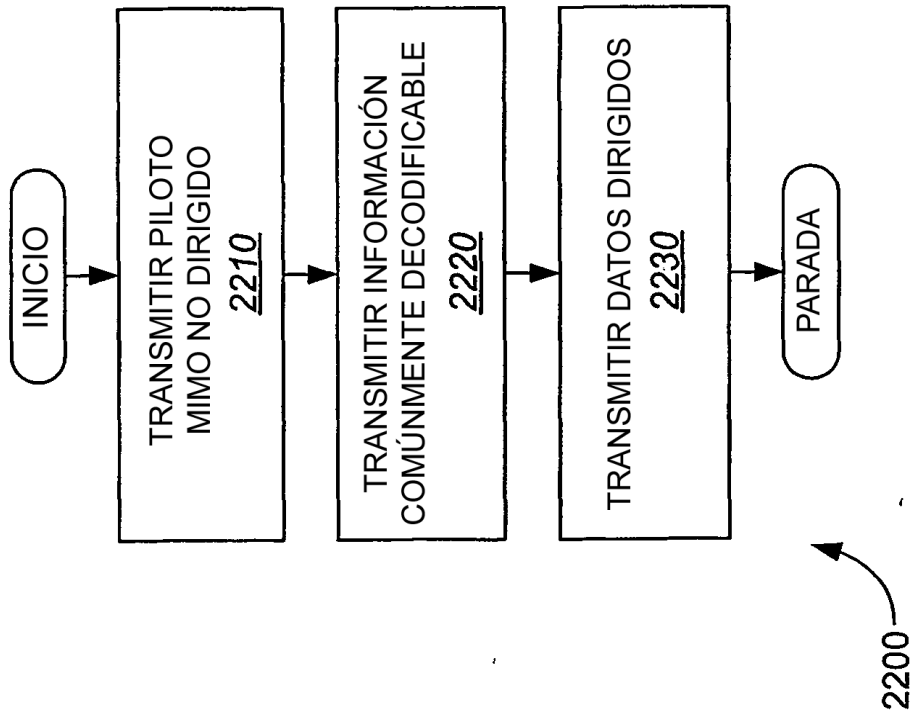 INICIO
TRANSMITIR PILOTO
MIMO NO DIRIGIDO
2210
TRANSMITIR INFORMACIÓN
COMÚNMENTE DECODIFICABLE
2220
TRANSMITIR DATOS DIRIGIDOS
2230
PARADA
2200